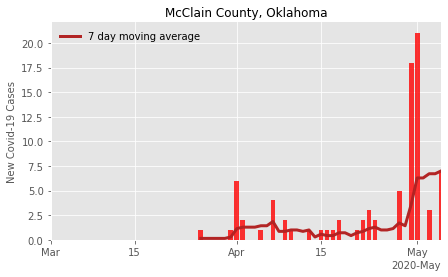 McClain County, Oklahoma
7 day moving average
New Covid-19 Cases
20.0
17.5
15.0
12.5
10.0
7.5
5.0
2.5
0.0
Mar 15 Apr 15 May
2020-May